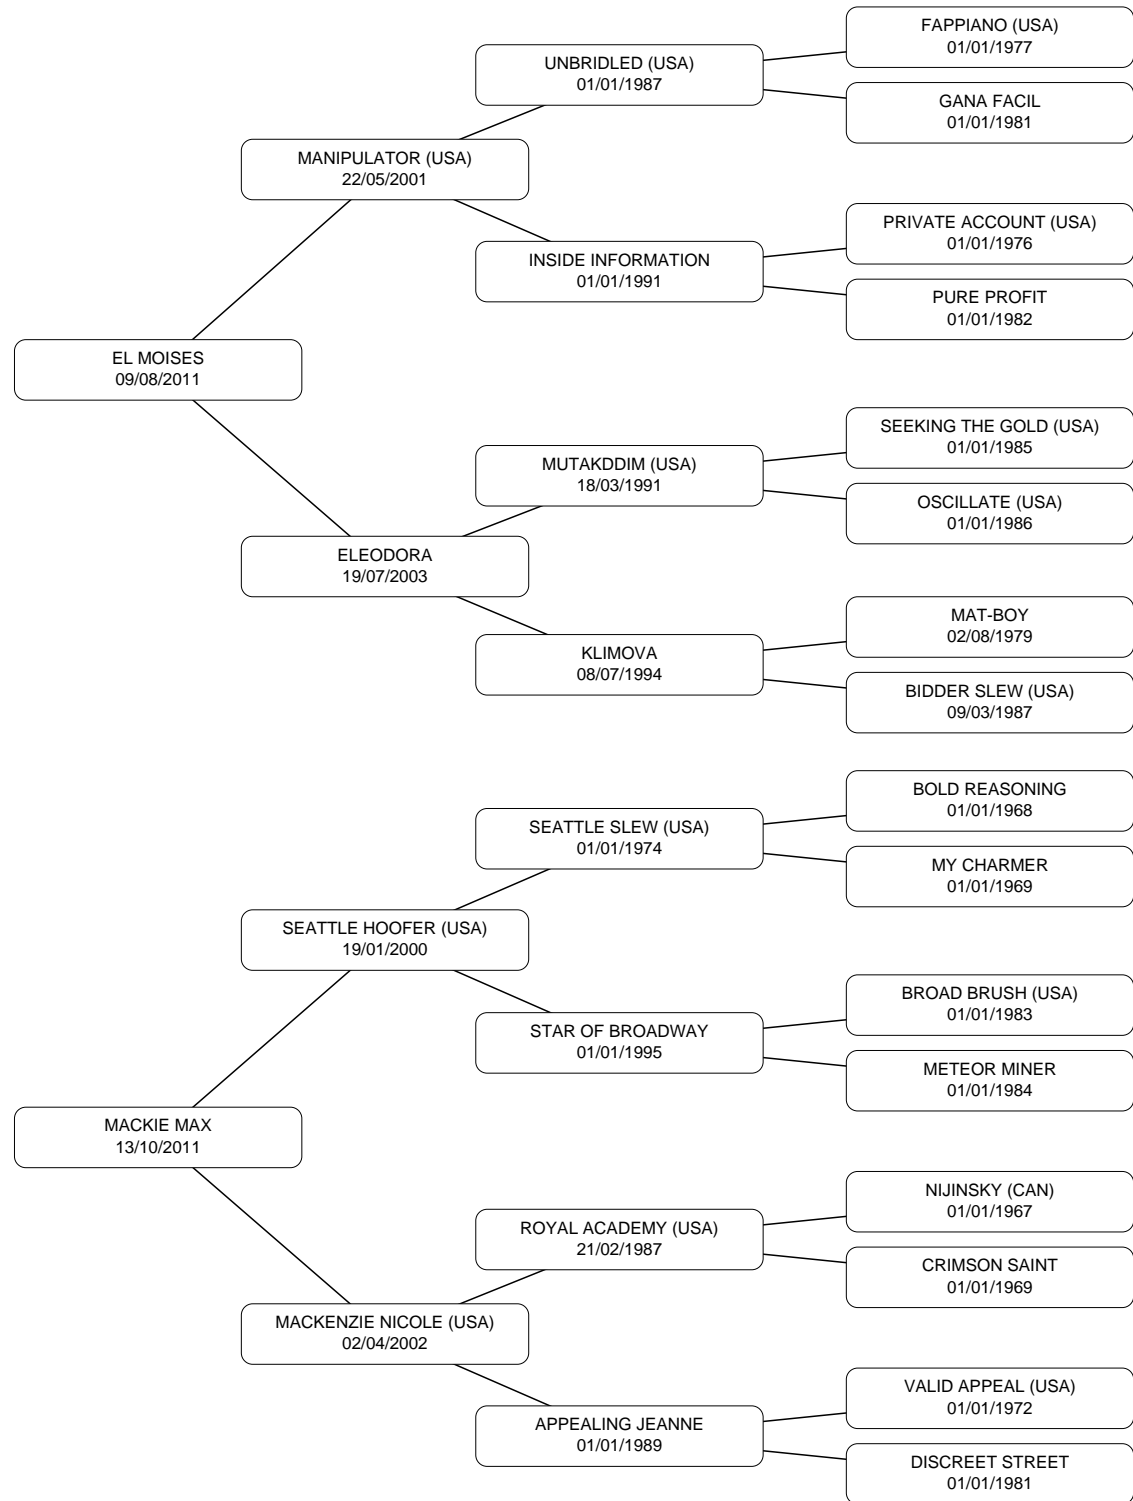 FAPPIANO (USA)
01/01/1977
UNBRIDLED (USA)
01/01/1987
GANA FACIL
01/01/1981
MANIPULATOR (USA)
22/05/2001
PRIVATE ACCOUNT (USA)
01/01/1976
INSIDE INFORMATION
01/01/1991
PURE PROFIT
01/01/1982
EL MOISES
09/08/2011
SEEKING THE GOLD (USA)
01/01/1985
MUTAKDDIM (USA)
18/03/1991
OSCILLATE (USA)
01/01/1986
ELEODORA
19/07/2003
MAT-BOY
02/08/1979
KLIMOVA
08/07/1994
BIDDER SLEW (USA)
09/03/1987
BOLD REASONING
01/01/1968
SEATTLE SLEW (USA)
01/01/1974
MY CHARMER
01/01/1969
SEATTLE HOOFER (USA)
19/01/2000
BROAD BRUSH (USA)
01/01/1983
STAR OF BROADWAY
01/01/1995
METEOR MINER
01/01/1984
MACKIE MAX
13/10/2011
NIJINSKY (CAN)
01/01/1967
ROYAL ACADEMY (USA)
21/02/1987
CRIMSON SAINT
01/01/1969
MACKENZIE NICOLE (USA)
02/04/2002
VALID APPEAL (USA)
01/01/1972
APPEALING JEANNE
01/01/1989
DISCREET STREET
01/01/1981